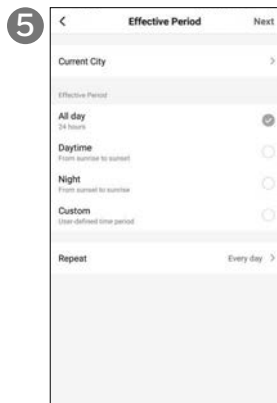 5
Effective Period Next
Current City
Effective Period
All day
24 hours
Daytime
From sunrise to sunset
Night
From sunset to sunrise
Custom
User-defined time period
Repeat Every day